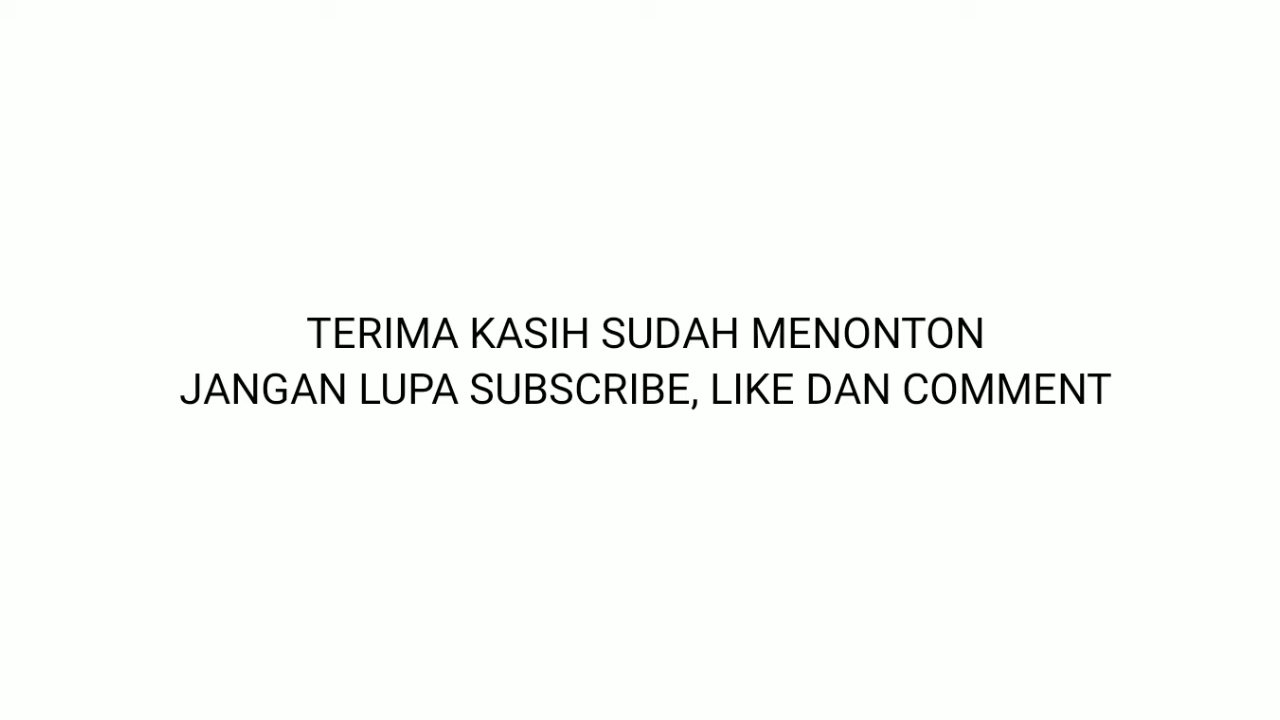 TERIMA KASIH SUDAH MENONTON
JANGAN LUPA SUBSCRIBE, LIKE DAN COMMENT